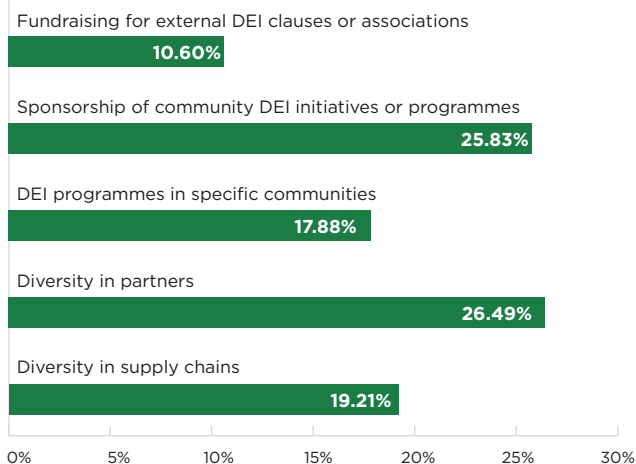 Fundraising for external DEI clauses or associations
10.60%
Sponsorship of community DEI initiatives or programmes
25.83%
DEI programmes in specific communities
17.88%
Diversity in partners
26.49%
Diversity in supply chains
19.21%
0% 5% 10% 15% 20% 25% 30%